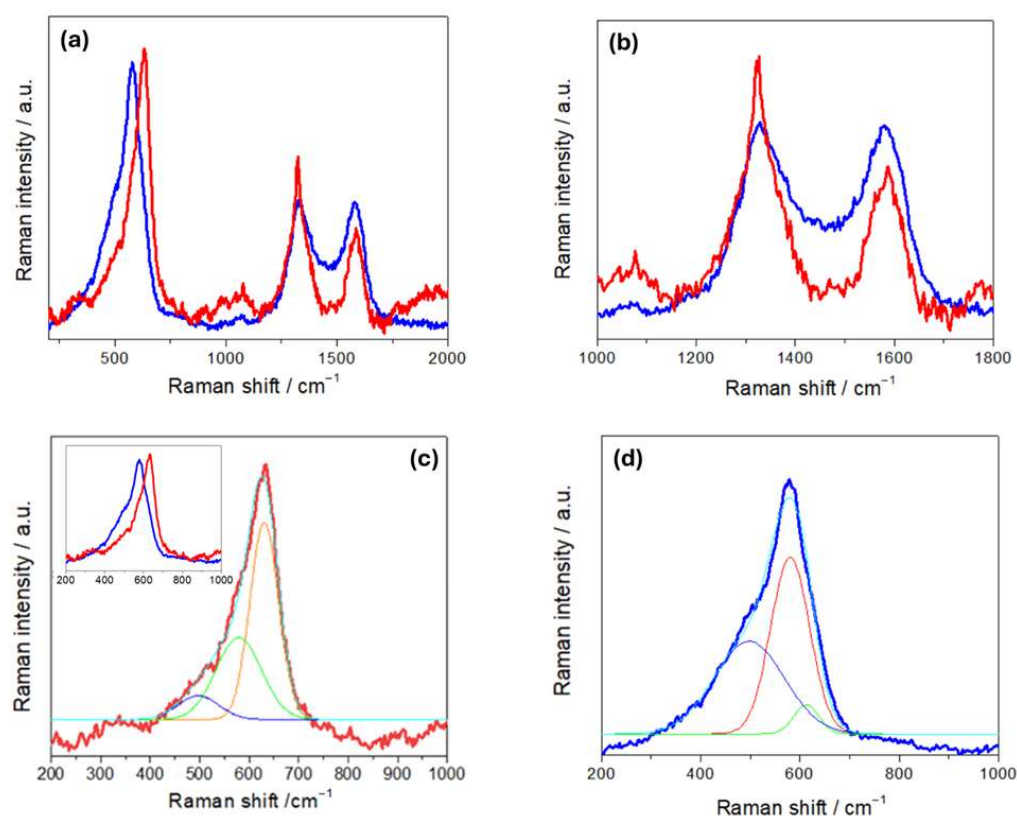 (a)
Raman intensity / a.u.
500 1000 1500 2000
Raman shift / cm⁻¹
(b)
Raman intensity / a.u.
1000 1200 1400 1600 1800
Raman shift / cm⁻¹
(c)
Raman intensity / a.u.
200 400 600 800 1000
200 300 400 500 600 700 800 900 1000
Raman shift /cm⁻¹
(d)
Raman intensity / a.u.
200 400 600 800 1000
Raman shift / cm⁻¹